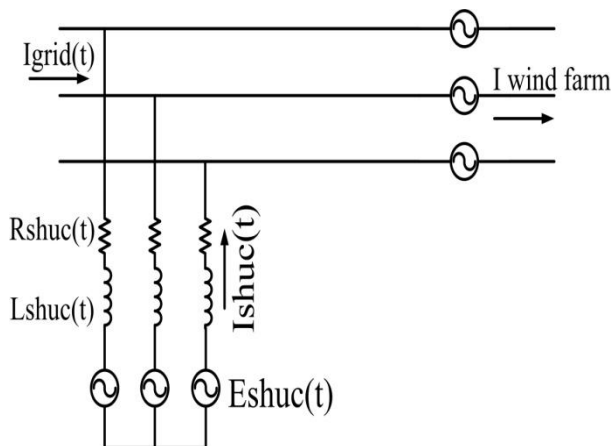 Igrid(t)
I wind farm
Rshuc(t)
Lshuc(t)
Ishuc(t)
Eshuc(t)